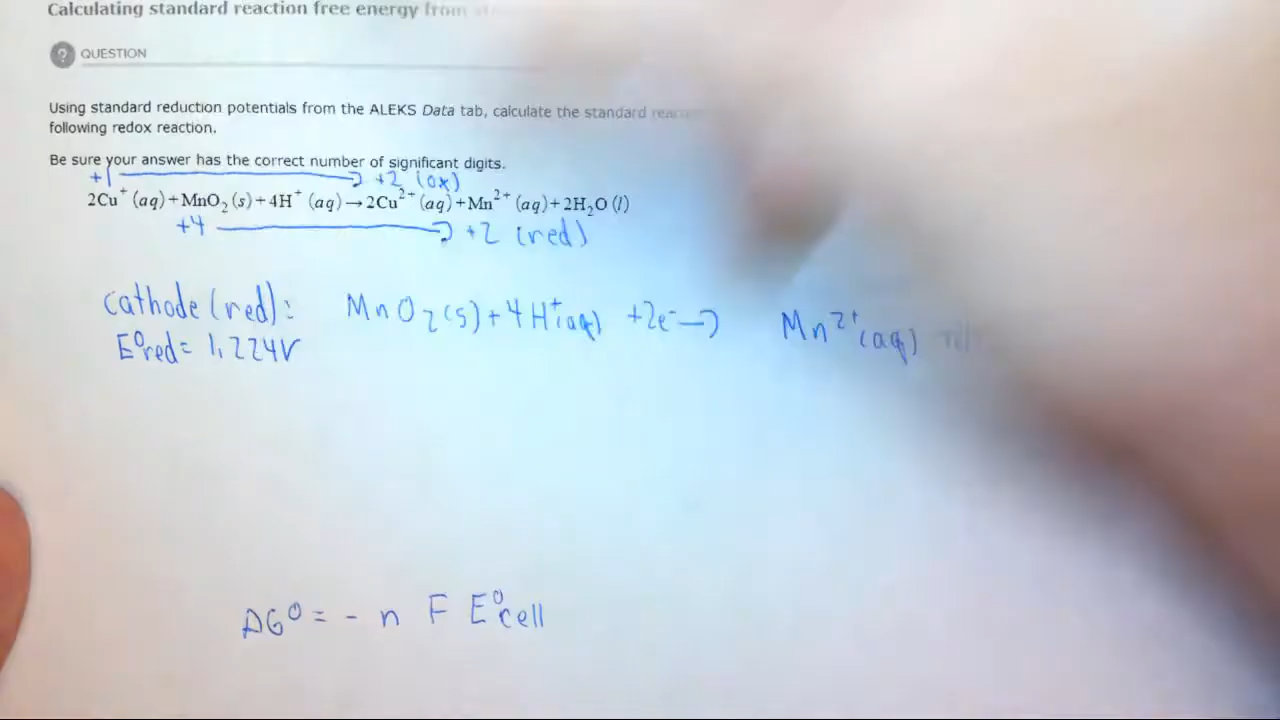 Calculating standard reaction free energy from
? QUESTION
Using standard reduction potentials from the ALEKS Data tab, calculate the standard
following redox reaction.
Be sure your answer has the correct number of significant digits.
+1 → +2 (ox)
2Cu⁺ (aq)+MnO₂ (s)+4H⁺ (aq)→2Cu²⁺ (aq)+Mn²⁺ (aq)+2H₂O (l)
+4 → +2 (red)
cathode (red): MnO₂(s)+4H⁺(aq) +2e⁻→ Mn²⁺(aq)
E⁰red= 1.224V
ΔG⁰ = - n F E⁰cell